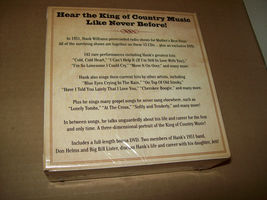 Hear the King of Country Music
Like Never Before!
In 1951, Hank Williams prerecorded radio shows for Mother's Best Flour.
All of the surviving shows are together on these 15 CDs – plus an exclusive DVD.
142 rare performances including Hank's greatest hits,
"Cold, Cold Heart," "I Can't Help It (If I'm Still In Love With You),"
"I'm So Lonesome I Could Cry," "Move It On Over," and many more.
Hank also sings then-current hits by other artists, including
"Blue Eyes Crying In The Rain," "On Top Of Old Smoky,"
"Have I Told You Lately That I Love You," "Cherokee Boogie," and many more.
Plus he sings many gospel songs he never sang elsewhere, such as
"Lonely Tombs," "At The Cross," "Softly and Tenderly," and many more!
In between songs, he talks unguardedly about his life and career for the first
and only time. A three-dimensional portrait of the King Of Country Music!
Includes a full-length bonus DVD. Two members of Hank's 1951 band,
Don Helms and Big Bill Lister, discuss Hank's life and career with his daughter, Jett!